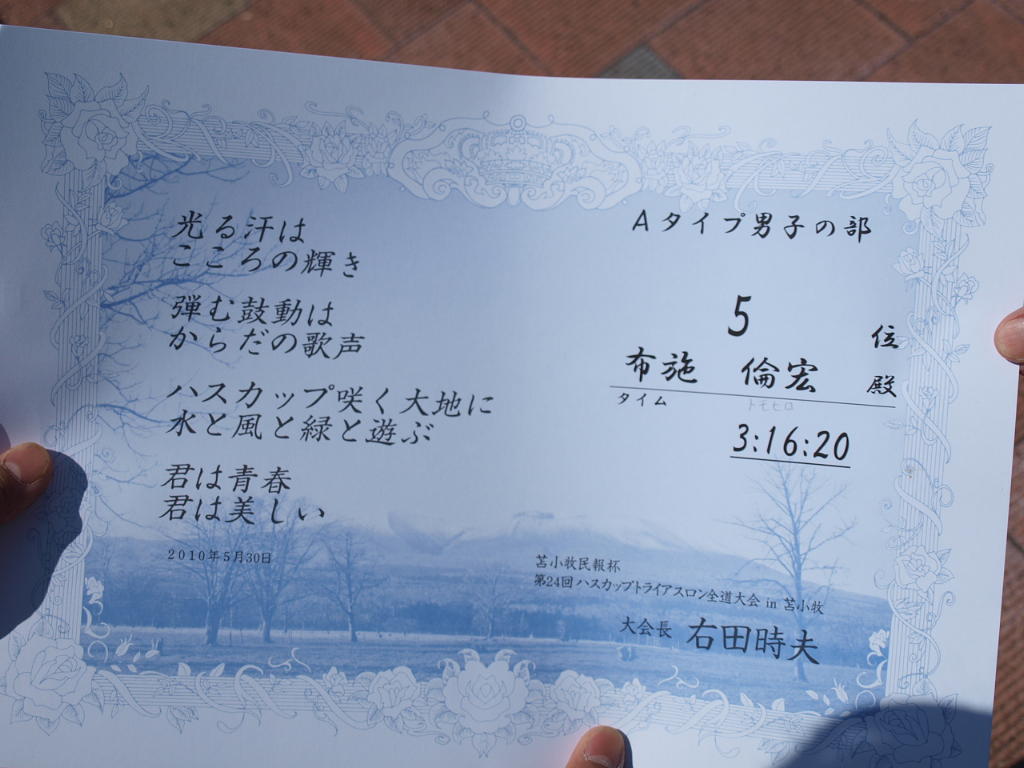 Aタイプ男子の部
5 位
布施 倫宏 殿
トモヒロ
タイム
3:16:20
光る汗は
こころの輝き
弾む鼓動は
からだの歌声
ハスカップ咲く大地に
水と風と緑と遊ぶ
君は青春
君は美しい
2010年5月30日
苫小牧民報杯
第24回ハスカップトライアスロン全道大会 in 苫小牧
大会長 右田時夫